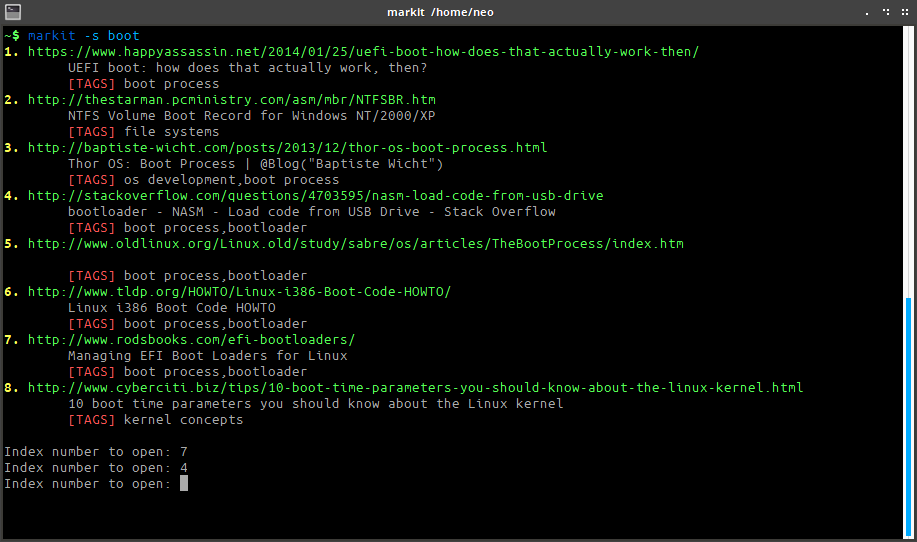 markit /home/neo
~$ markit -s boot
1. https://www.happyassassin.net/2014/01/25/uefi-boot-how-does-that-actually-work-then/
UEFI boot: how does that actually work, then?
[TAGS] boot process
2. http://thestarman.pcministry.com/asm/mbr/NTFSBR.htm
NTFS Volume Boot Record for Windows NT/2000/XP
[TAGS] file systems
3. http://baptiste-wicht.com/posts/2013/12/thor-os-boot-process.html
Thor OS: Boot Process | @Blog("Baptiste Wicht")
[TAGS] os development,boot process
4. http://stackoverflow.com/questions/4703595/nasm-load-code-from-usb-drive
bootloader - NASM - Load code from USB Drive - Stack Overflow
[TAGS] boot process,bootloader
5. http://www.oldlinux.org/Linux.old/study/sabre/os/articles/TheBootProcess/index.htm
[TAGS] boot process,bootloader
6. http://www.tldp.org/HOWTO/Linux-i386-Boot-Code-HOWTO/
Linux i386 Boot Code HOWTO
[TAGS] boot process,bootloader
7. http://www.rodsbooks.com/efi-bootloaders/
Managing EFI Boot Loaders for Linux
[TAGS] boot process,bootloader
8. http://www.cyberciti.biz/tips/10-boot-time-parameters-you-should-know-about-the-linux-kernel.html
10 boot time parameters you should know about the Linux kernel
[TAGS] kernel concepts
Index number to open: 7
Index number to open: 4
Index number to open: